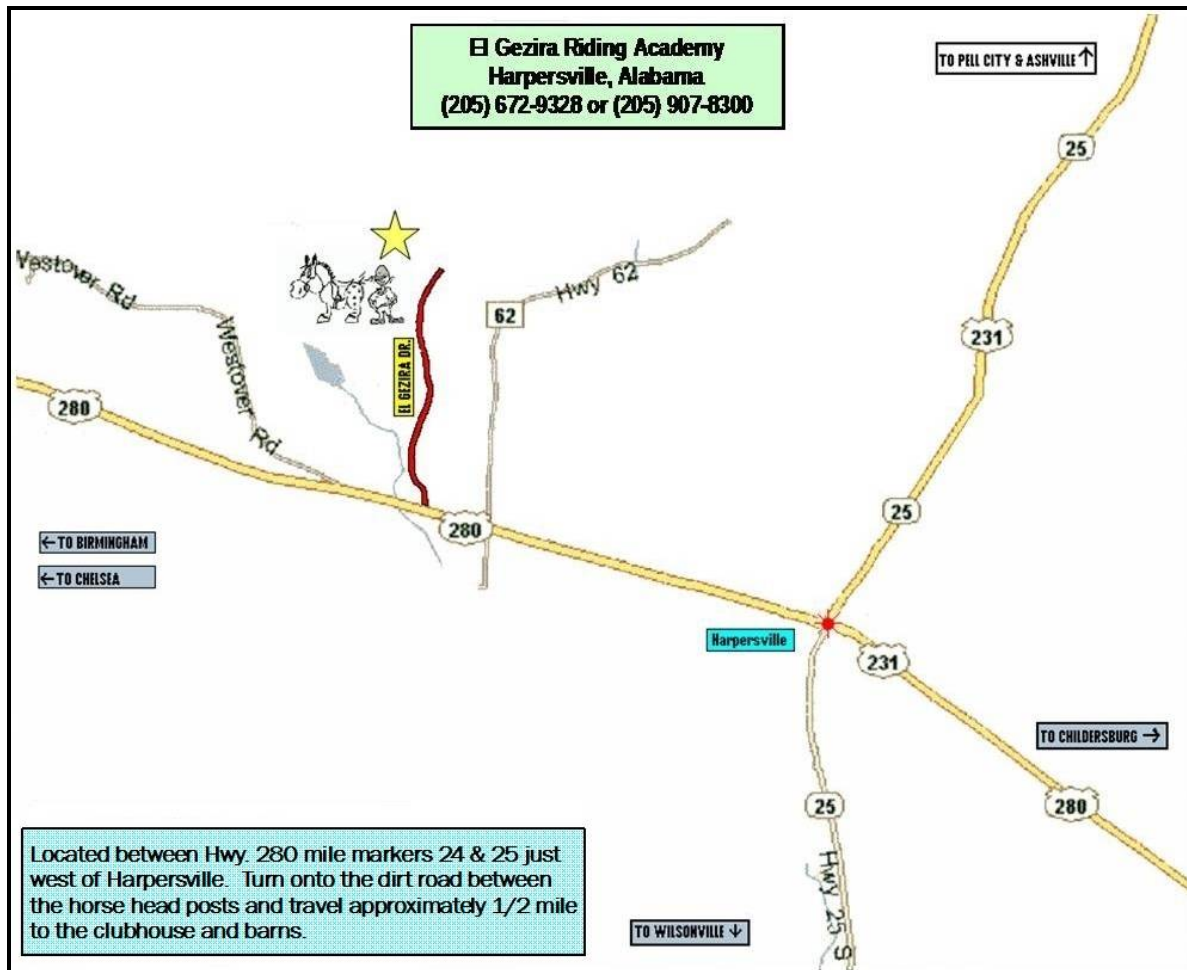 El Gezira Riding Academy
Harpersville, Alabama
(205) 672-9328 or (205) 907-8300
TO PELL CITY & ASHVILLE ↑
25
Westover Rd
Hwy 62
62
231
Westover
Rd
EL GEZIRA DR.
280
25
280
← TO BIRMINGHAM
← TO CHELSEA
Harpersville
231
TO CHILDERSBURG →
25
280
Hwy 25 S
Located between Hwy. 280 mile markers 24 & 25 just
west of Harpersville. Turn onto the dirt road between
the horse head posts and travel approximately 1/2 mile
to the clubhouse and barns.
TO WILSONVILLE ↓